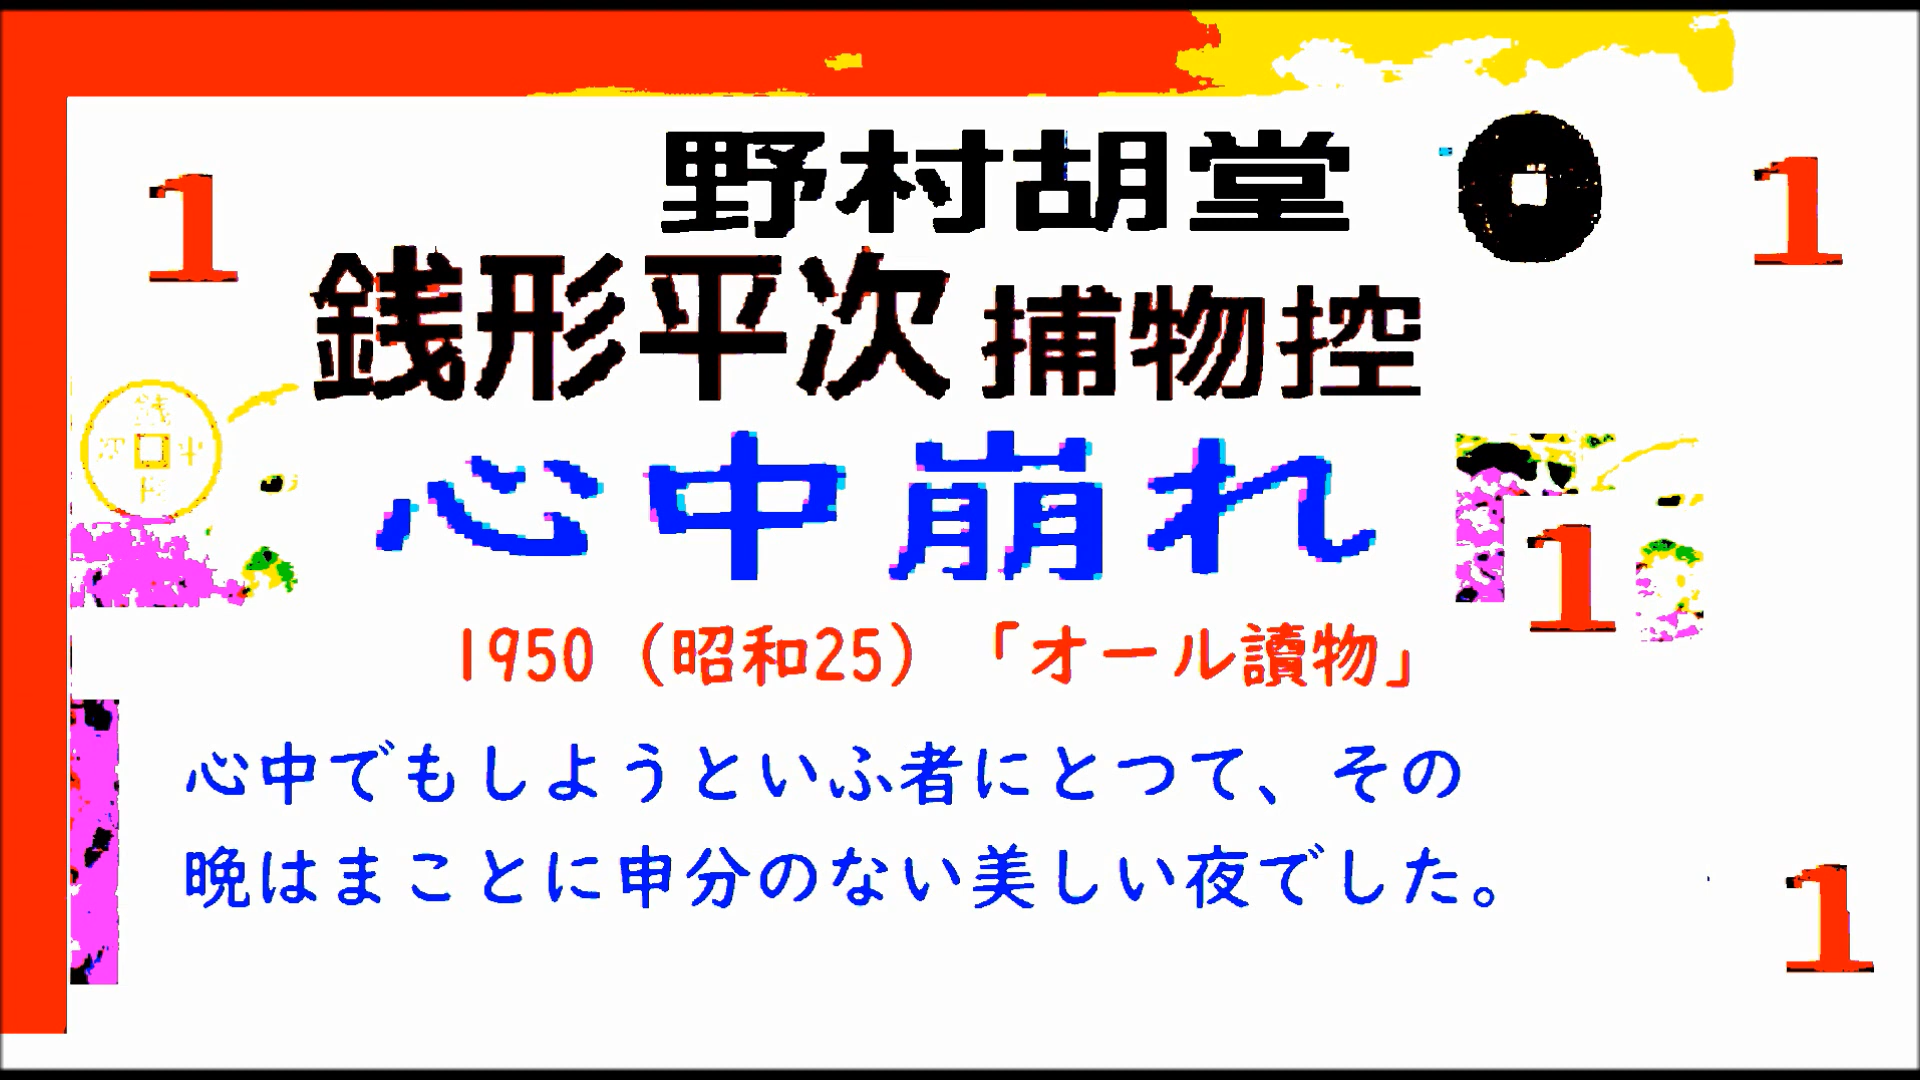 野村胡堂
1
1
銭形平次 捕物控
心中崩れ
1
1950（昭和25）「オール讀物」
心中でもしようといふ者にとつて、その
晩はまことに申分のない美しい夜でした。
1